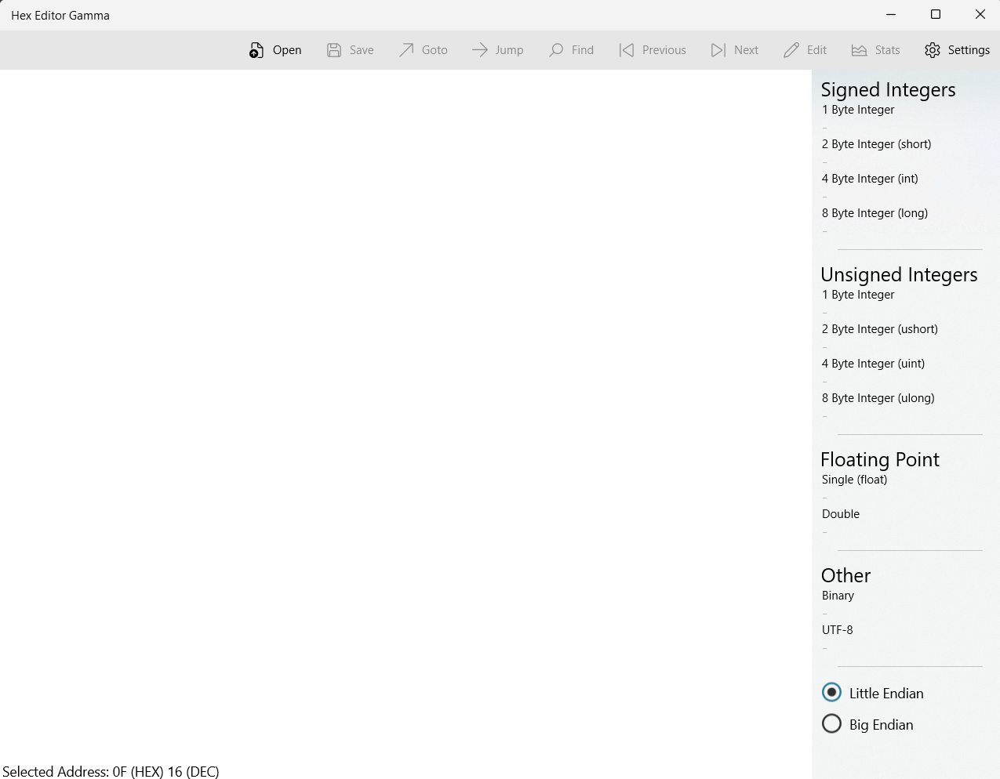 Hex Editor Gamma
Open Save Goto Jump Find Previous Next Edit Stats Settings
Signed Integers
1 Byte Integer
-
2 Byte Integer (short)
-
4 Byte Integer (int)
-
8 Byte Integer (long)
-
Unsigned Integers
1 Byte Integer
-
2 Byte Integer (ushort)
-
4 Byte Integer (uint)
-
8 Byte Integer (ulong)
-
Floating Point
Single (float)
-
Double
-
Other
Binary
-
UTF-8
-
Little Endian
Big Endian
Selected Address: 0F (HEX) 16 (DEC)